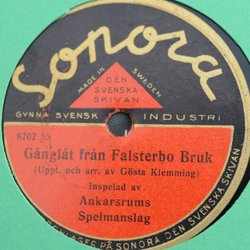 Sonora
MADE IN SWEDEN
DEN
SVENSKA
SKIVAN
GYNNA SVENSK INDUSTRI
8202 SS
Gånglåt från Falsterbo Bruk
(Uppt. och arr. av Gösta Klemming)
Inspelad av
Ankarsrums
Spelmanslag
PÅ SONORA DEN SVENSKA SKIVAN